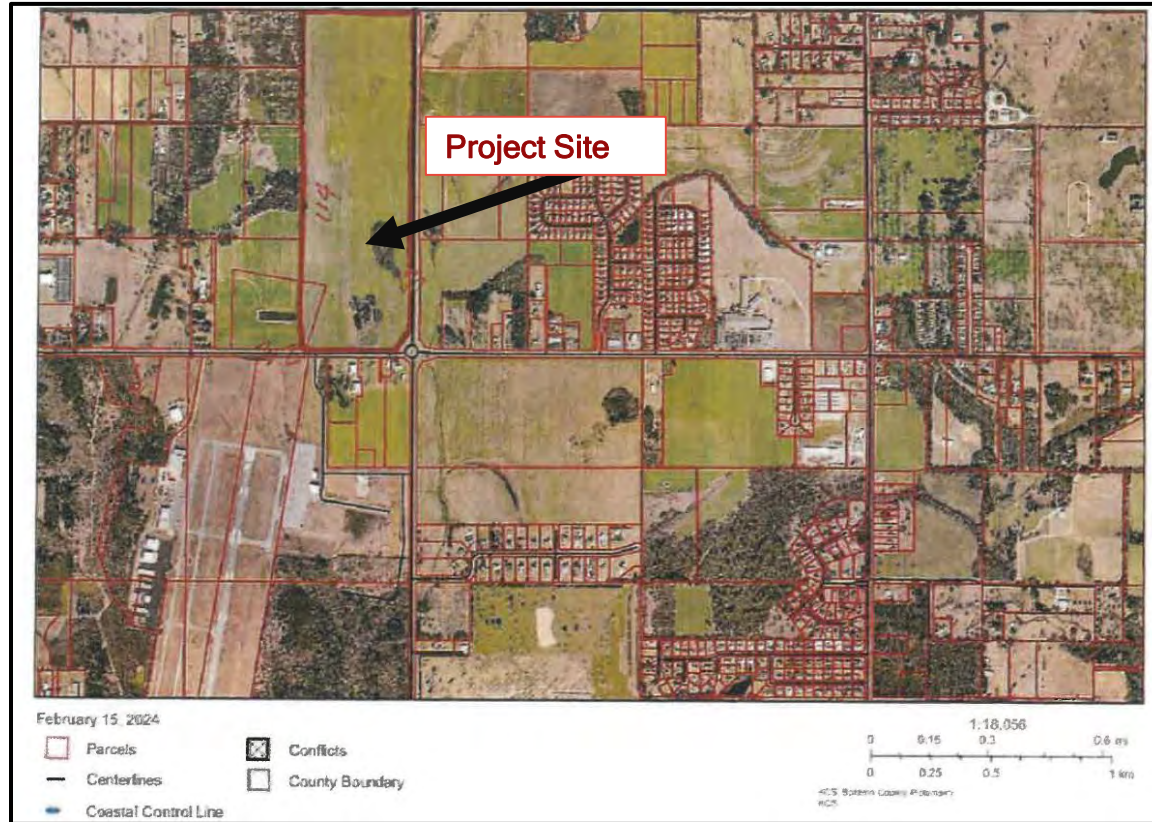 Project Site
114
February 15, 2024
Parcels
Centerlines
Coastal Control Line
Conflicts
County Boundary
1:18,056
0 0.15 0.3 0.6 mi
0 0.25 0.5 1 km